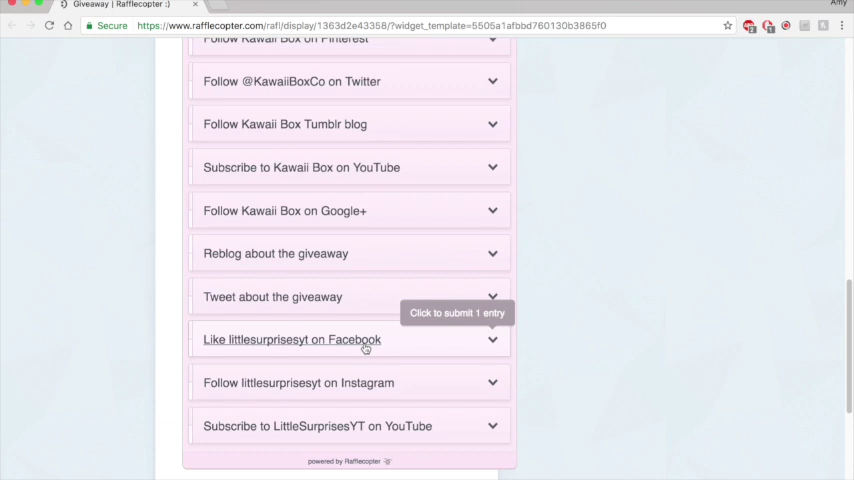 Giveaway | Rafflecopter :)
Amy
Secure https://www.rafflecopter.com/rafl/display/1363d2e43358/?widget_template=5505a1afbbd760130b3865f0
2
1
Follow Kawaii Box on Pinterest
Follow @KawaiiBoxCo on Twitter
Follow Kawaii Box Tumblr blog
Subscribe to Kawaii Box on YouTube
Follow Kawaii Box on Google+
Reblog about the giveaway
Tweet about the giveaway
Click to submit 1 entry
Like littlesurprisesyt on Facebook
Follow littlesurprisesyt on Instagram
Subscribe to LittleSurprisesYT on YouTube
powered by Rafflecopter